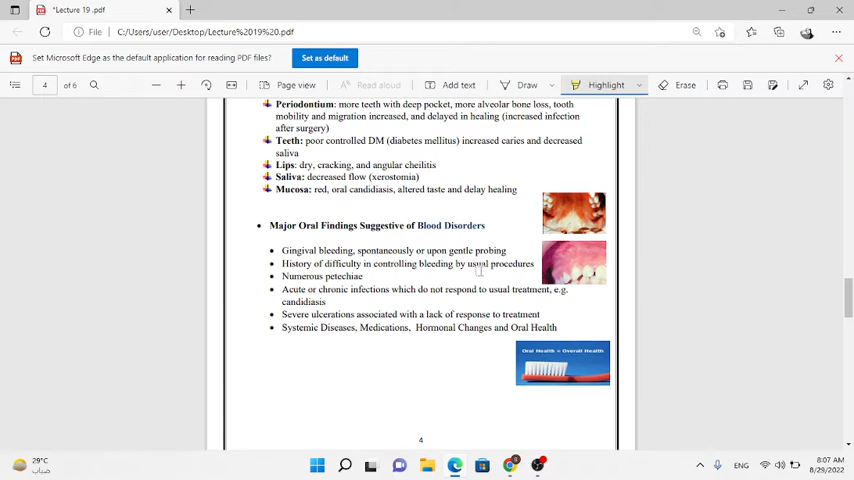 *Lecture 19 .pdf
File
C:/Users/user/Desktop/Lecture%2019%20.pdf
Set Microsoft Edge as the default application for reading PDF files?
Set as default
4
of 6
Page view
Read aloud
Add text
Draw
Highlight
Erase
Periodontium: more teeth with deep pocket, more alveolar bone loss, tooth
mobility and migration increased, and delayed in healing (increased infection
after surgery)
Teeth: poor controlled DM (diabetes mellitus) increased caries and decreased
saliva
Lips: dry, cracking, and angular cheilitis
Saliva: decreased flow (xerostomia)
Mucosa: red, oral candidiasis, altered taste and delay healing
• Major Oral Findings Suggestive of Blood Disorders
• Gingival bleeding, spontaneously or upon gentle probing
• History of difficulty in controlling bleeding by usual procedures
• Numerous petechiae
• Acute or chronic infections which do not respond to usual treatment, e.g.
candidiasis
• Severe ulcerations associated with a lack of response to treatment
• Systemic Diseases, Medications, Hormonal Changes and Oral Health
Oral Health = Overall Health
4
29°C
ضباب
ENG
8:07 AM
8/29/2022